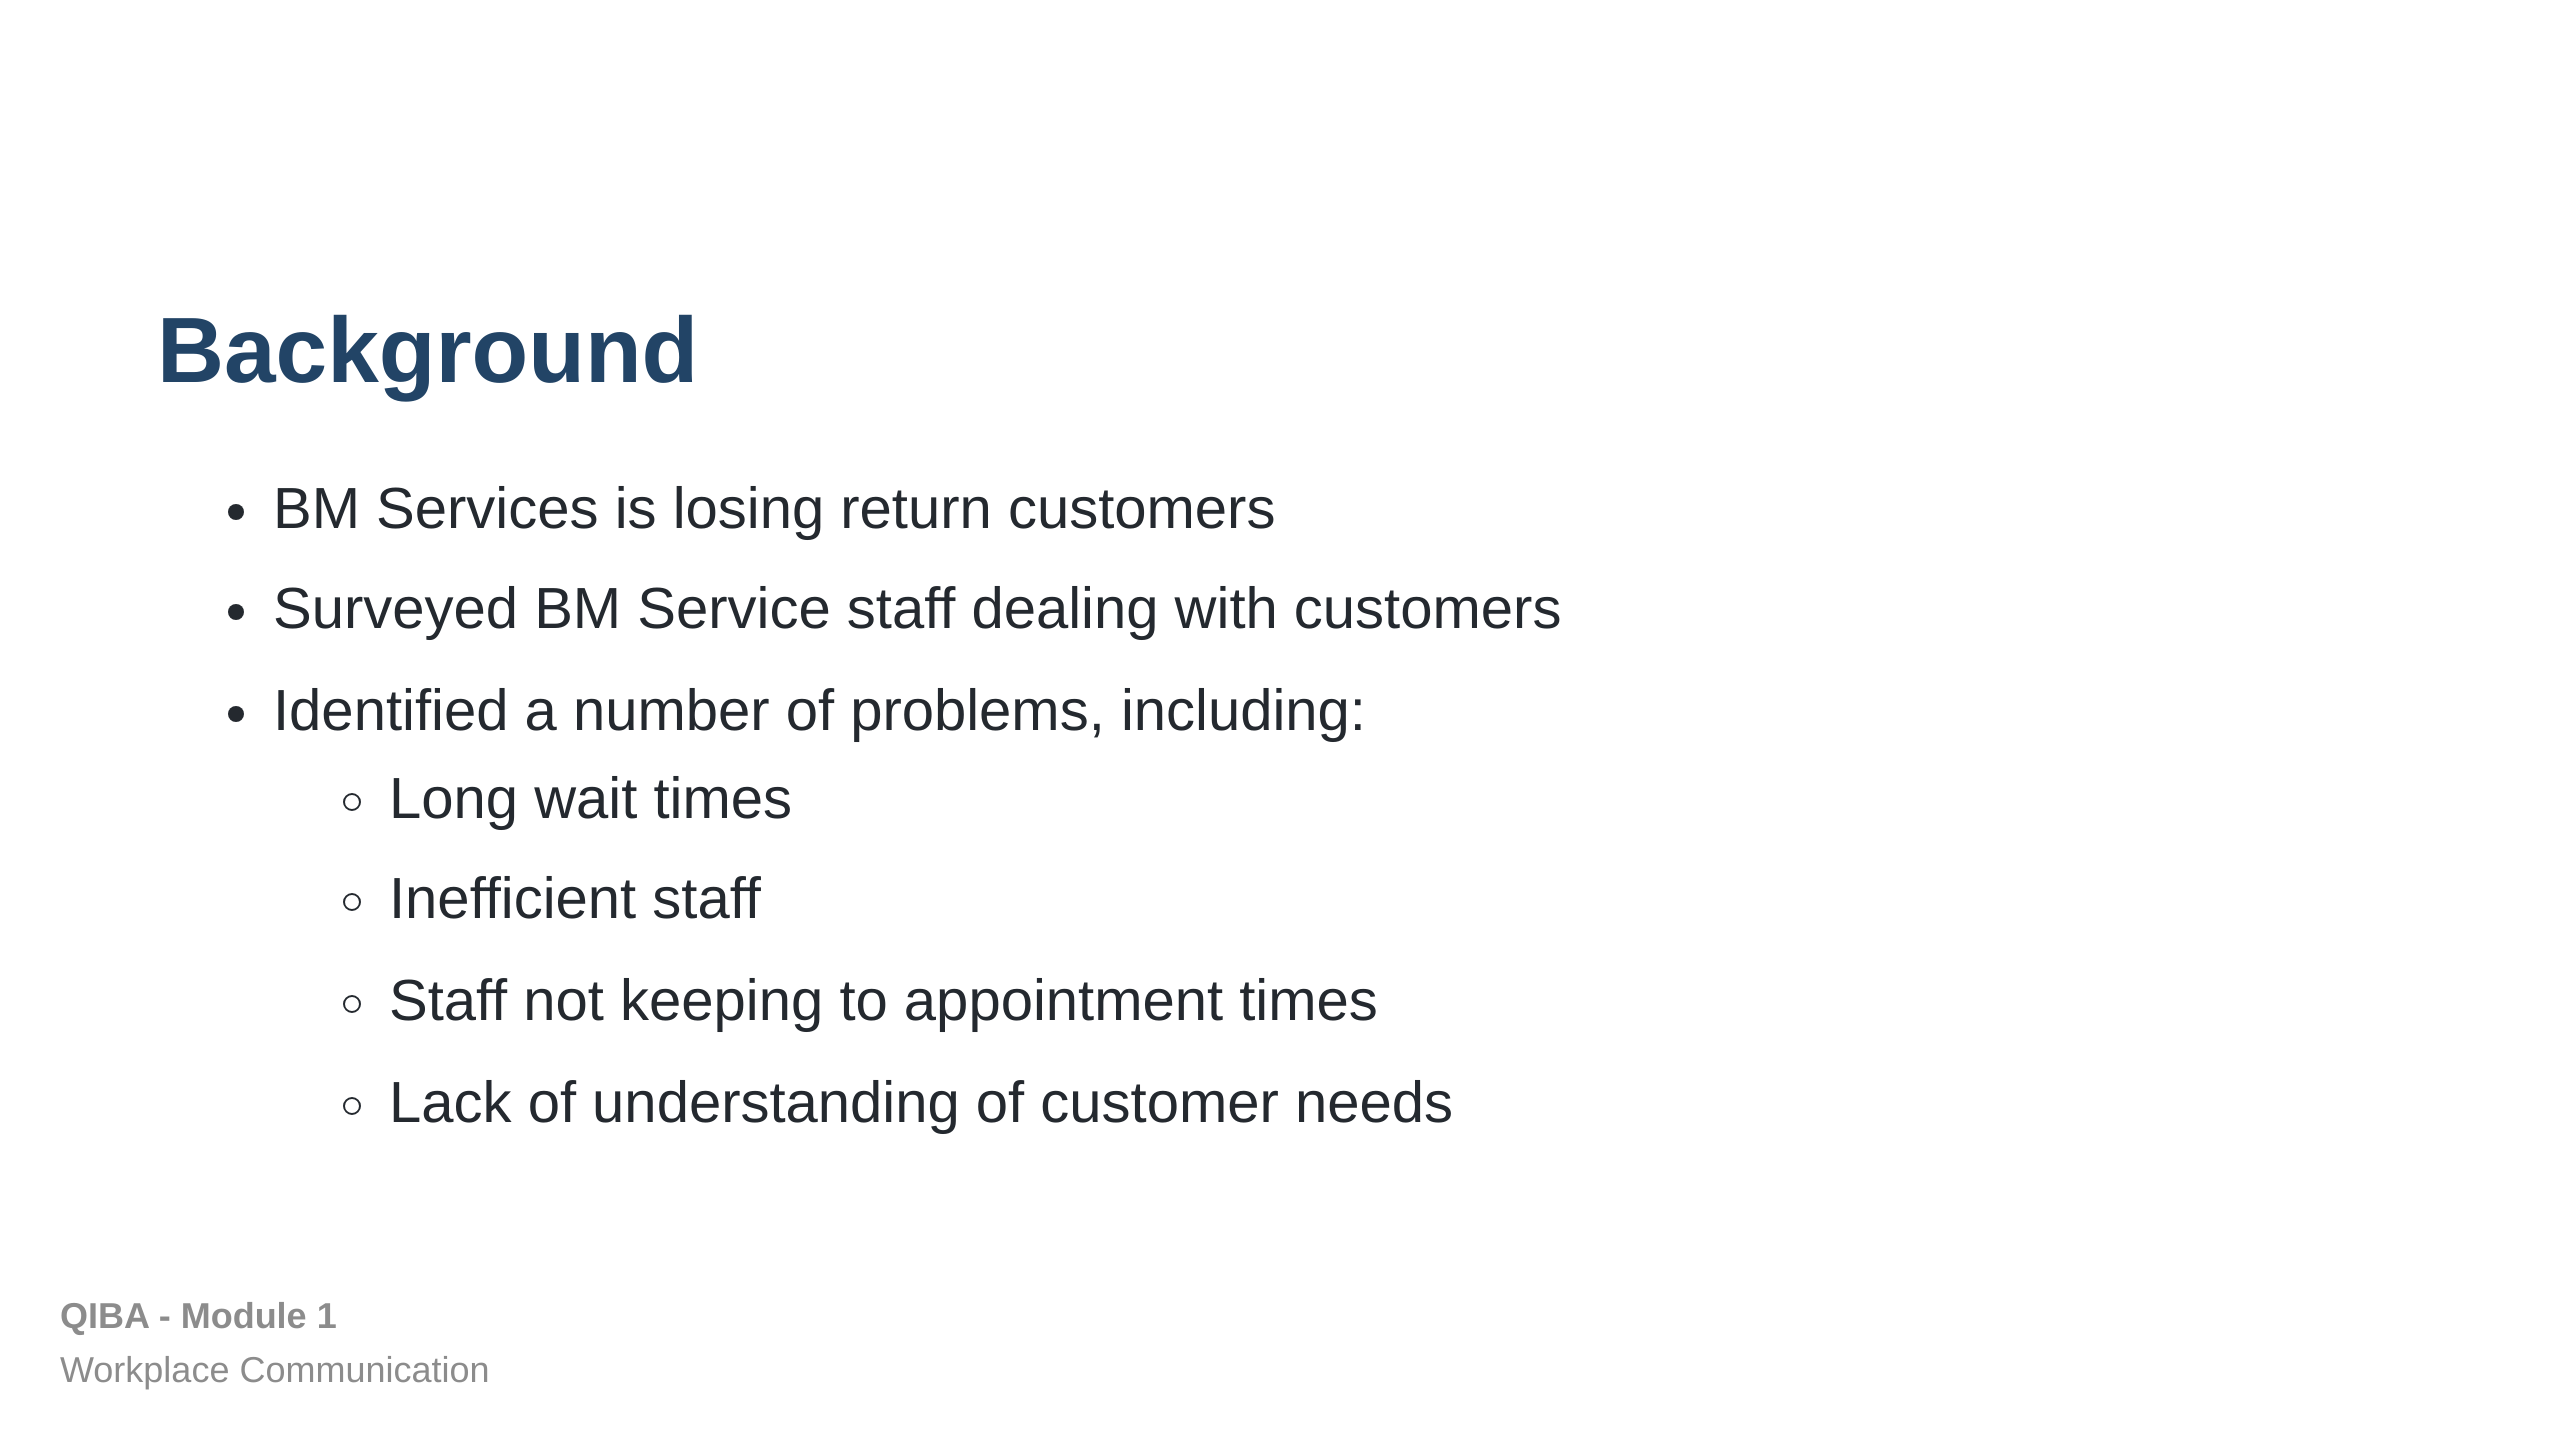 Background
• BM Services is losing return customers
• Surveyed BM Service staff dealing with customers
• Identified a number of problems, including:
○ Long wait times
○ Inefficient staff
○ Staff not keeping to appointment times
○ Lack of understanding of customer needs
QIBA - Module 1
Workplace Communication